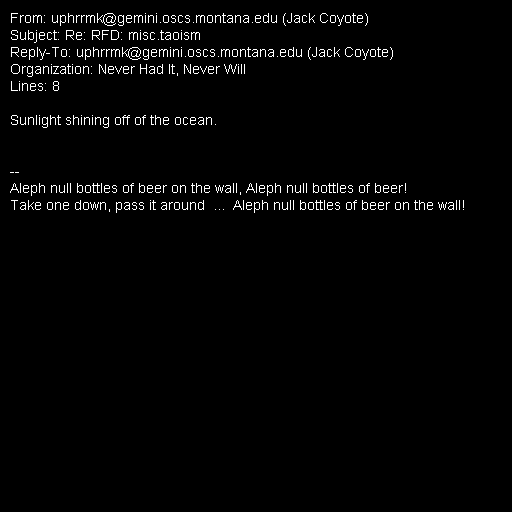 From: uphrrmk@gemini.oscs.montana.edu (Jack Coyote)
Subject: Re: RFD: misc.taoism
Reply-To: uphrrmk@gemini.oscs.montana.edu (Jack Coyote)
Organization: Never Had It, Never Will
Lines: 8

Sunlight shining off of the ocean.

--
Aleph null bottles of beer on the wall, Aleph null bottles of beer!
Take one down, pass it around  ...  Aleph null bottles of beer on the wall!